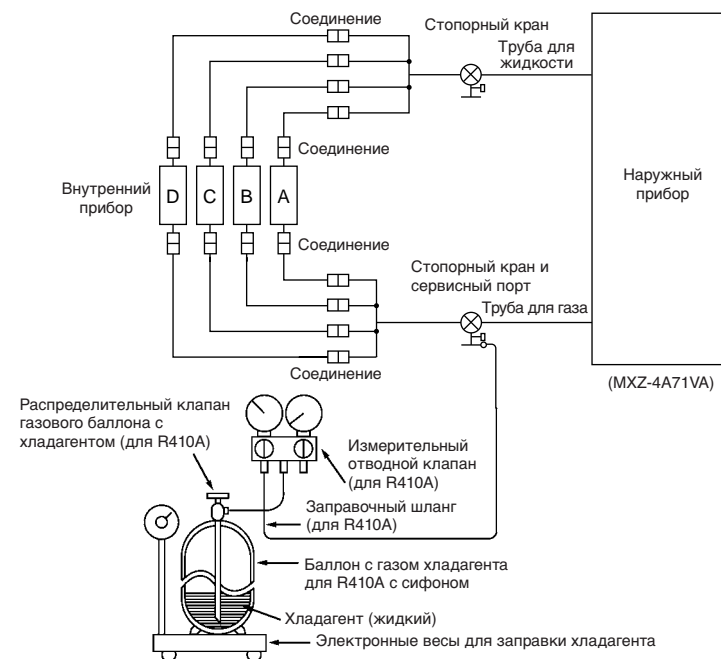 Соединение
Стопорный кран
Труба для
жидкости
Соединение
Внутренний
прибор
D
C
B
A
Наружный
прибор
Соединение
Стопорный кран и
сервисный порт
Труба для газа
Соединение
(MXZ-4A71VA)
Распределительный клапан
газового баллона с
хладагентом (для R410A)
Измерительный
отводной клапан
(для R410A)
Заправочный шланг
(для R410A)
Баллон с газом хладагента
для R410A с сифоном
Хладагент (жидкий)
Электронные весы для заправки хладагента